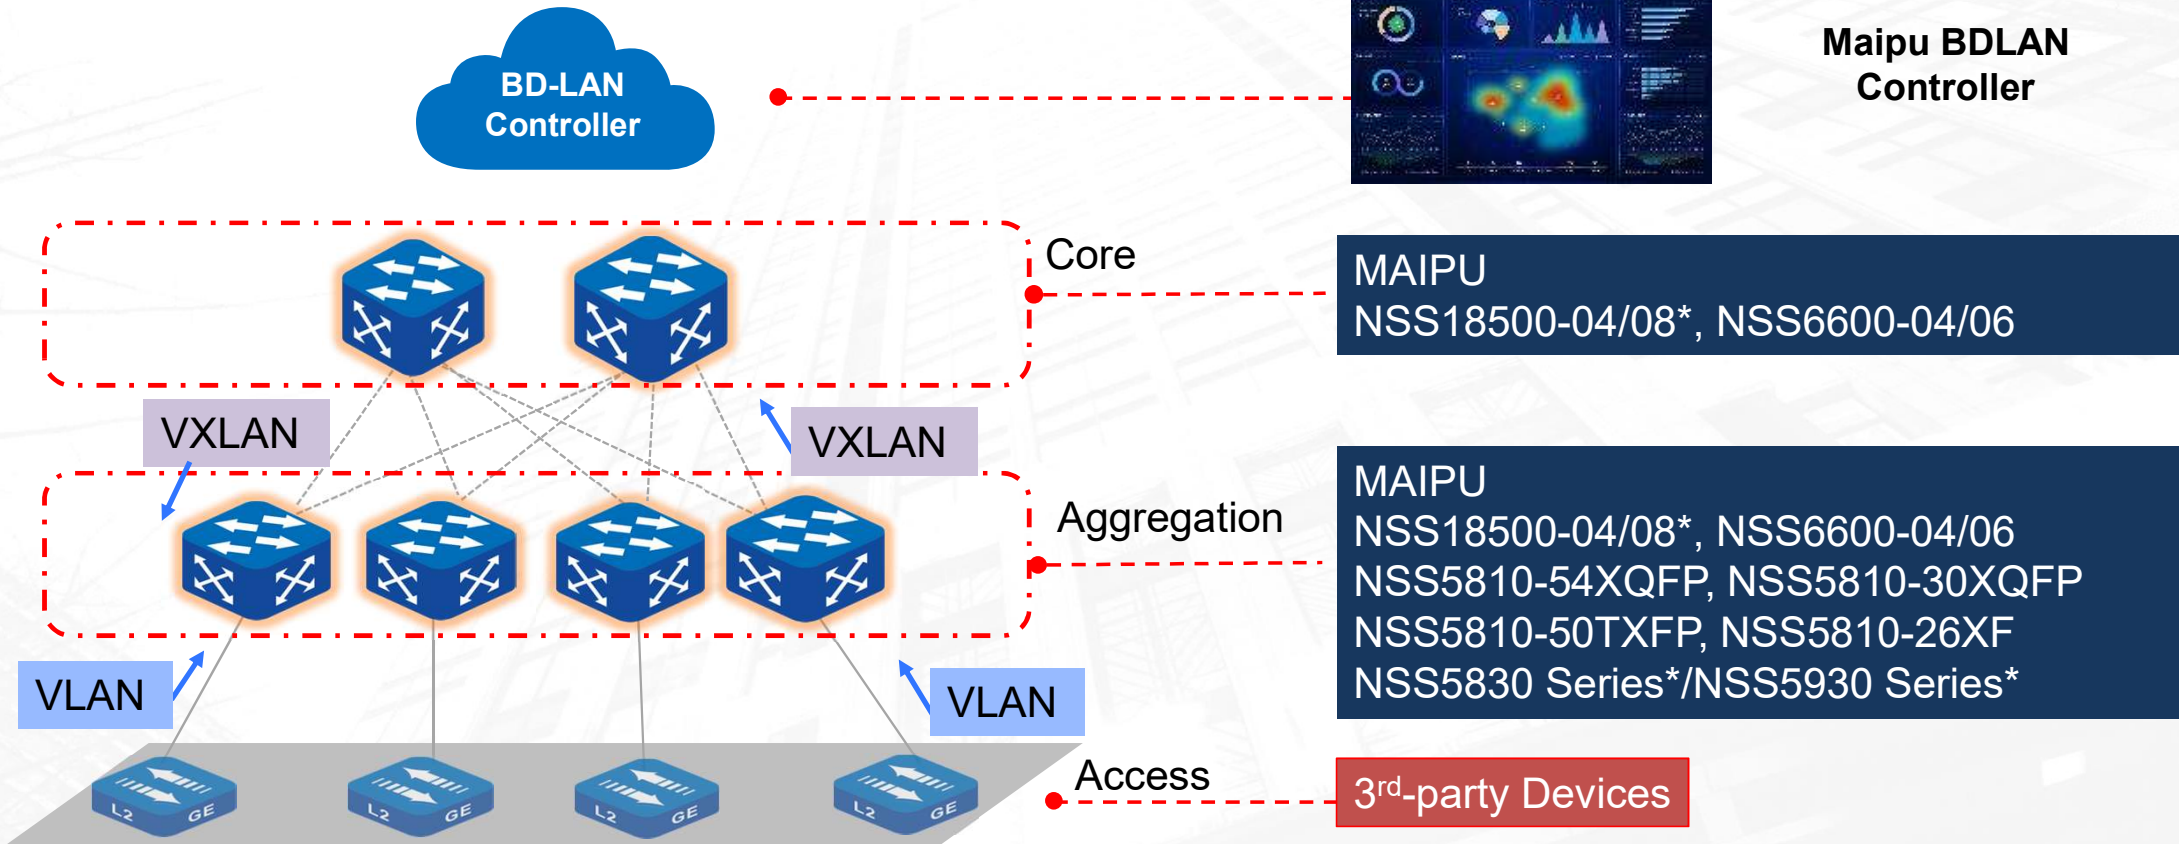 BD-LAN
Controller
Maipu BDLAN
Controller
Core
MAIPU
NSS18500-04/08*, NSS6600-04/06
VXLAN
VXLAN
Aggregation
MAIPU
NSS18500-04/08*, NSS6600-04/06
NSS5810-54XQFP, NSS5810-30XQFP
NSS5810-50TXFP, NSS5810-26XF
NSS5830 Series*/NSS5930 Series*
VLAN
VLAN
Access
3rd-party Devices
L2 GE
L2 GE
L2 GE
L2 GE